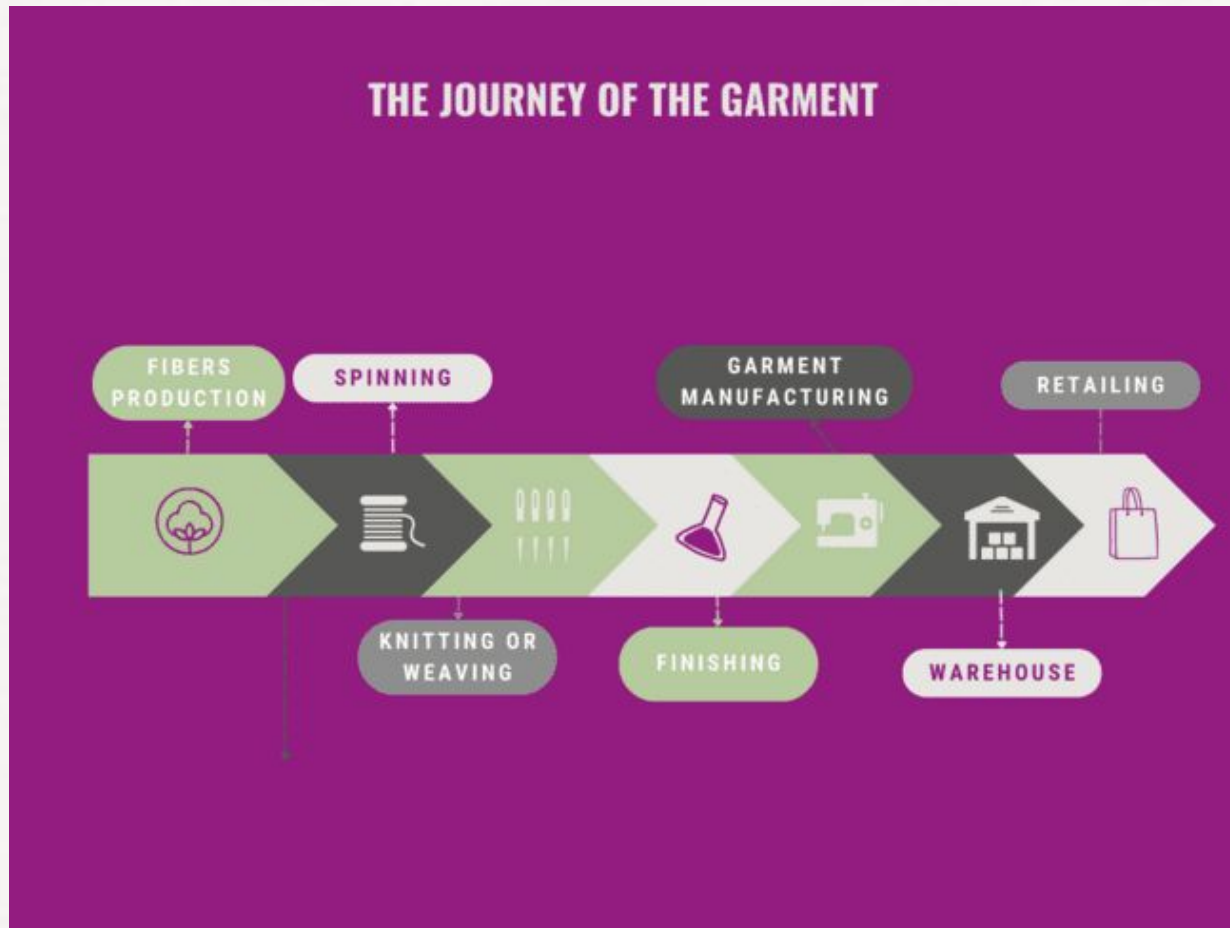 THE JOURNEY OF THE GARMENT
FIBERS
PRODUCTION
SPINNING
KNITTING OR
WEAVING
FINISHING
GARMENT
MANUFACTURING
WAREHOUSE
RETAILING